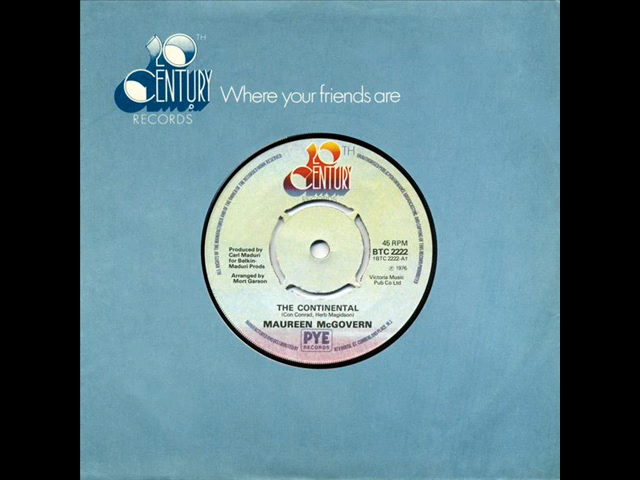 20TH
CENTURY
RECORDS
Where your friends are
20TH
CENTURY
Produced by
Carl Maduri
for Belkin-
Maduri Prods
Arranged by
Mort Garson
45 RPM
BTC 2222
(BTC 2222-A)
℗ 1976
Victoria Music
Pub Co Ltd
THE CONTINENTAL
(Con Conrad, Herb Magidson)
MAUREEN McGOVERN
PYE
RECORDS